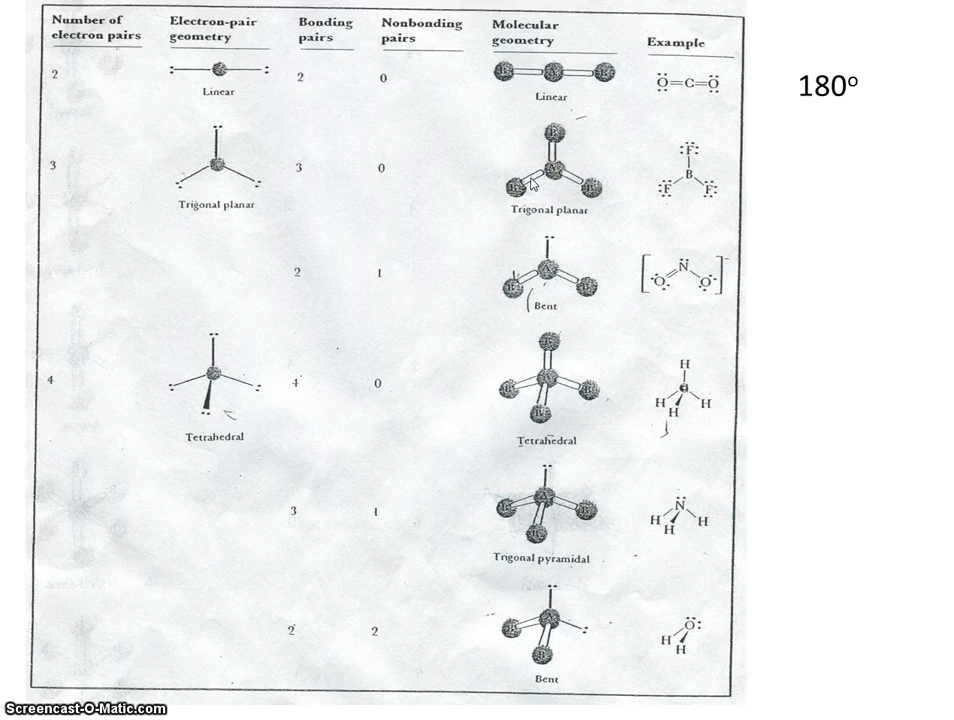 Number of electron pairs
Electron-pair geometry
Bonding pairs
Nonbonding pairs
Molecular geometry
Example
2
Linear
2
0
B A B
Linear
O=C=O
180º
3
Trigonal planar
3
0
B
A
B B
Trigonal planar
F
B
F F
2
1
A
B B
Bent
N
O O
-
4
Tetrahedral
4
0
B
A
B B
B
Tetrahedral
H
C
H H
H
3
1
A
B B
B
Trigonal pyramidal
N
H H
H
2
2
A
B
B
Bent
O
H
H
Screencast-O-Matic.com